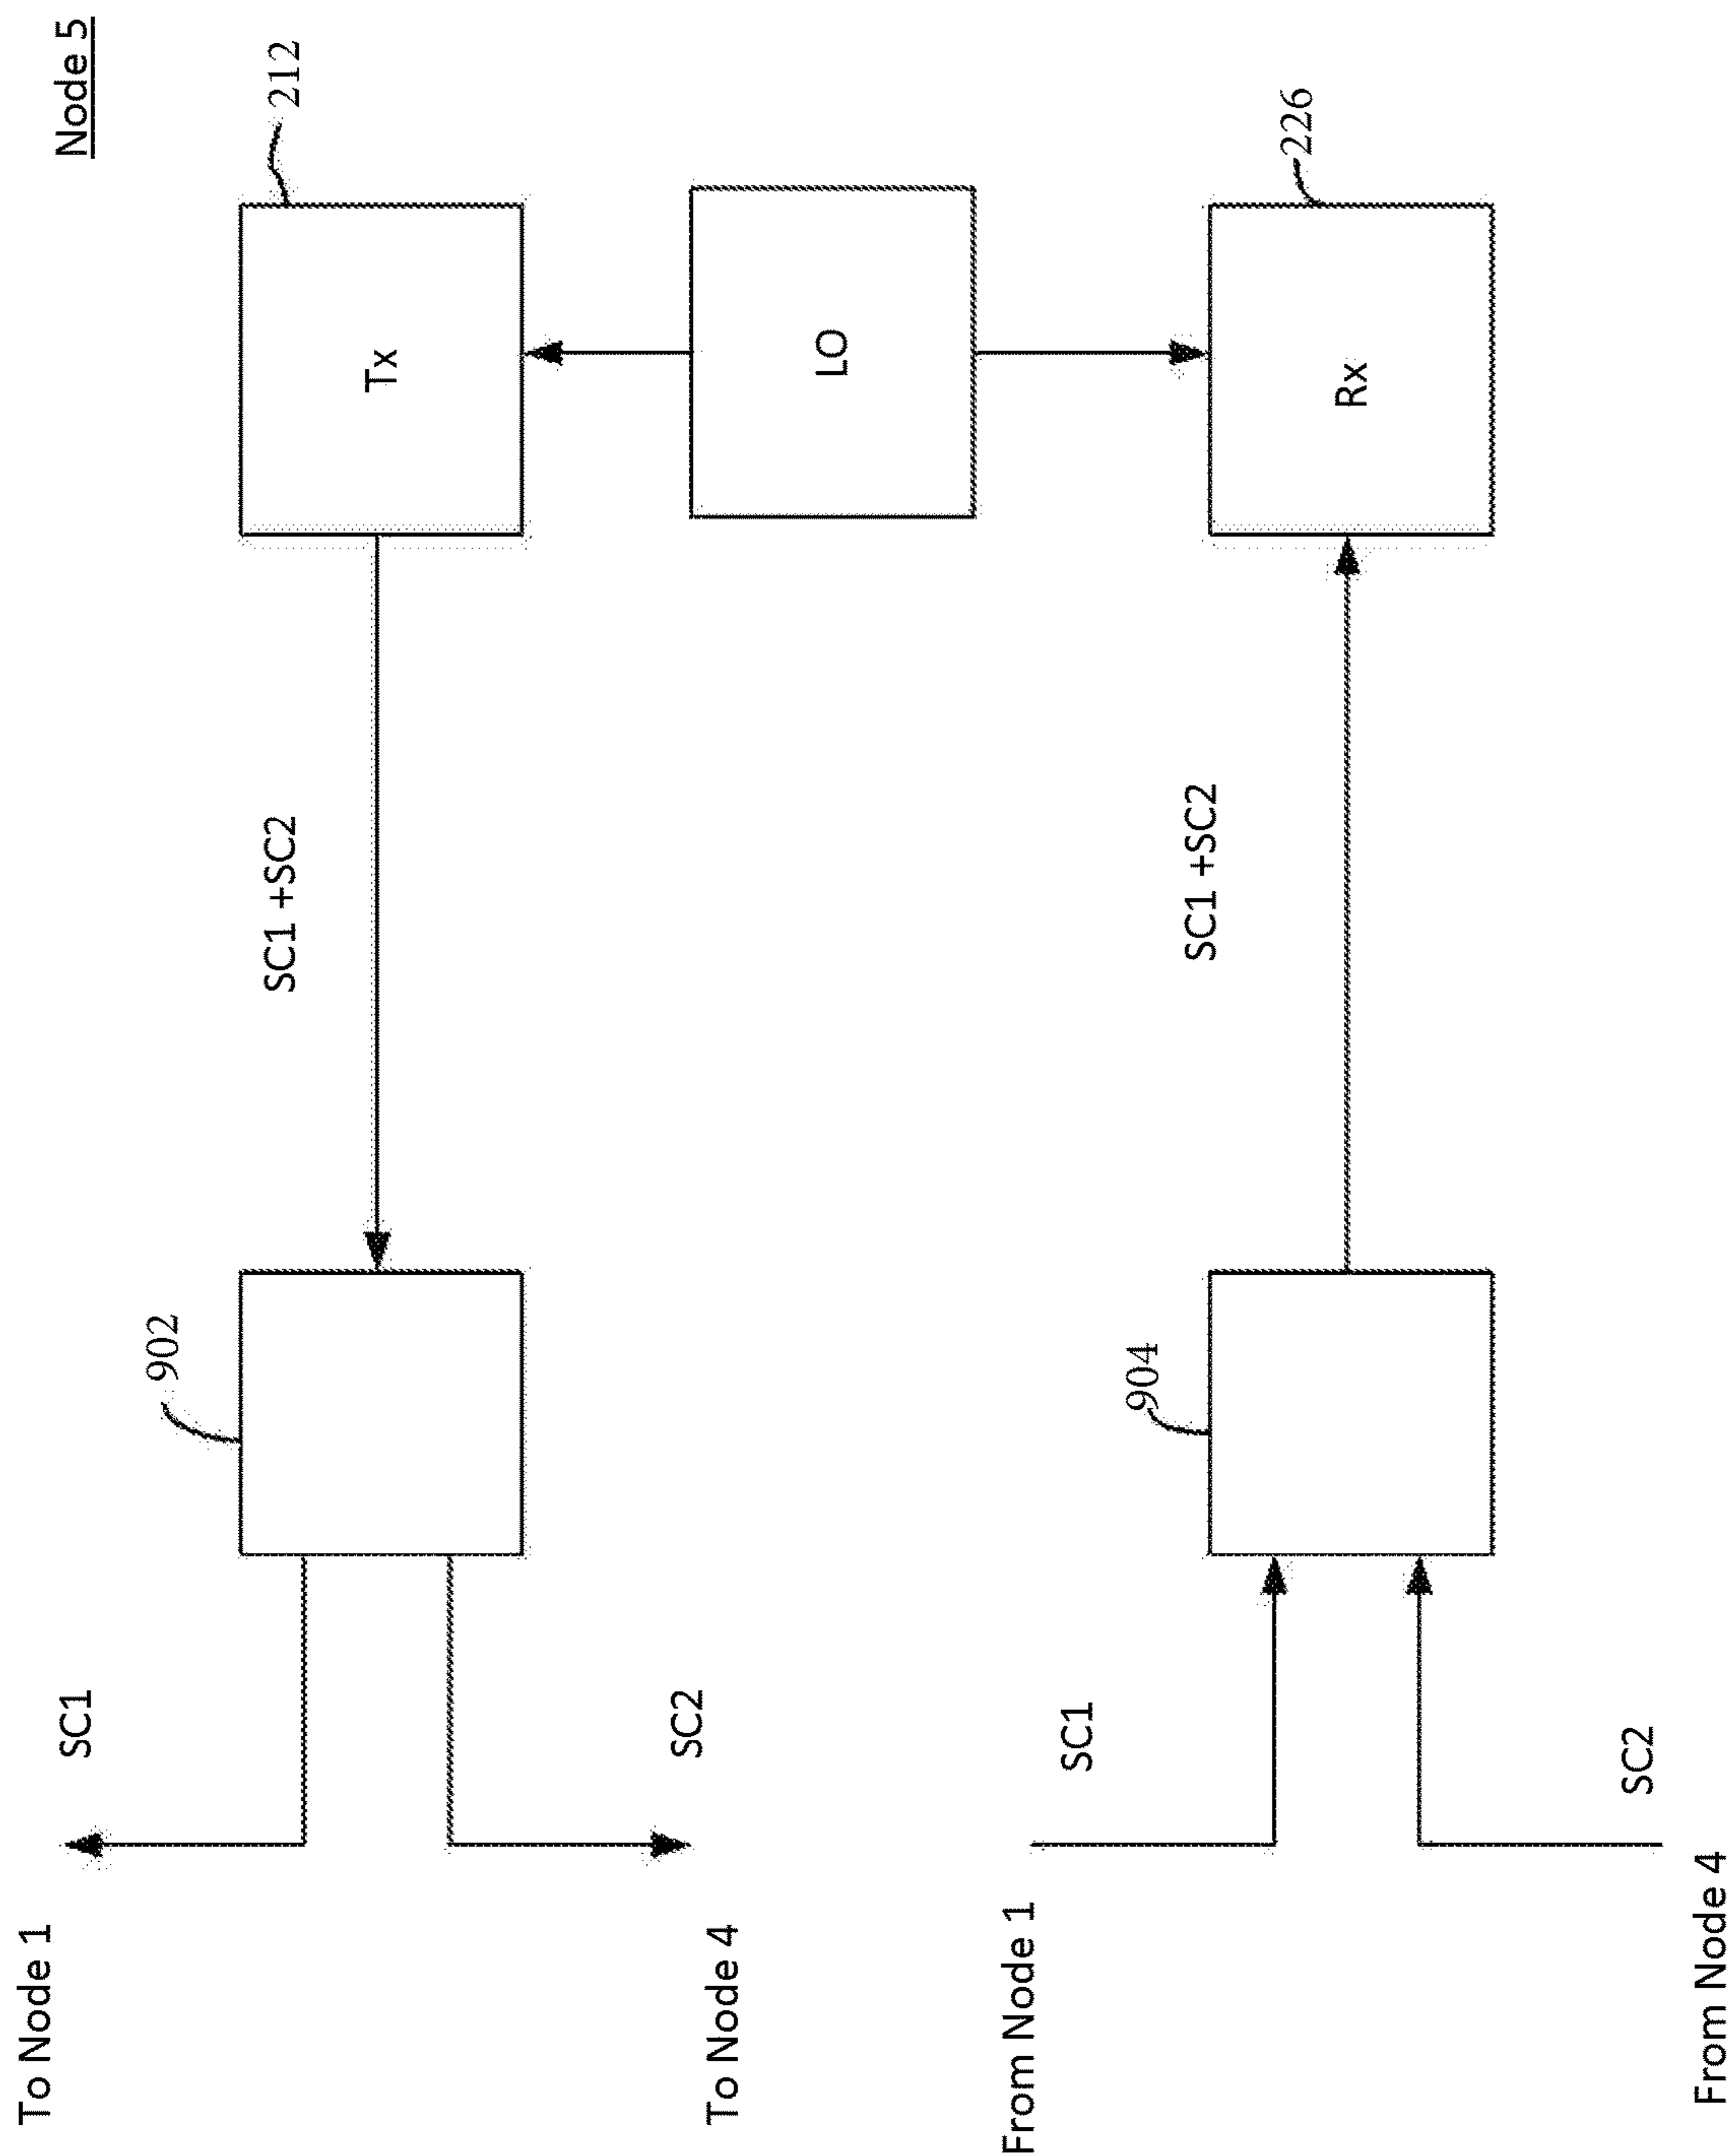 Node 5
To Node 1
SC1
902
SC1 +SC2
212
Tx
SC2
To Node 4
LO
From Node 1
SC1
904
SC1 +SC2
226
Rx
SC2
From Node 4